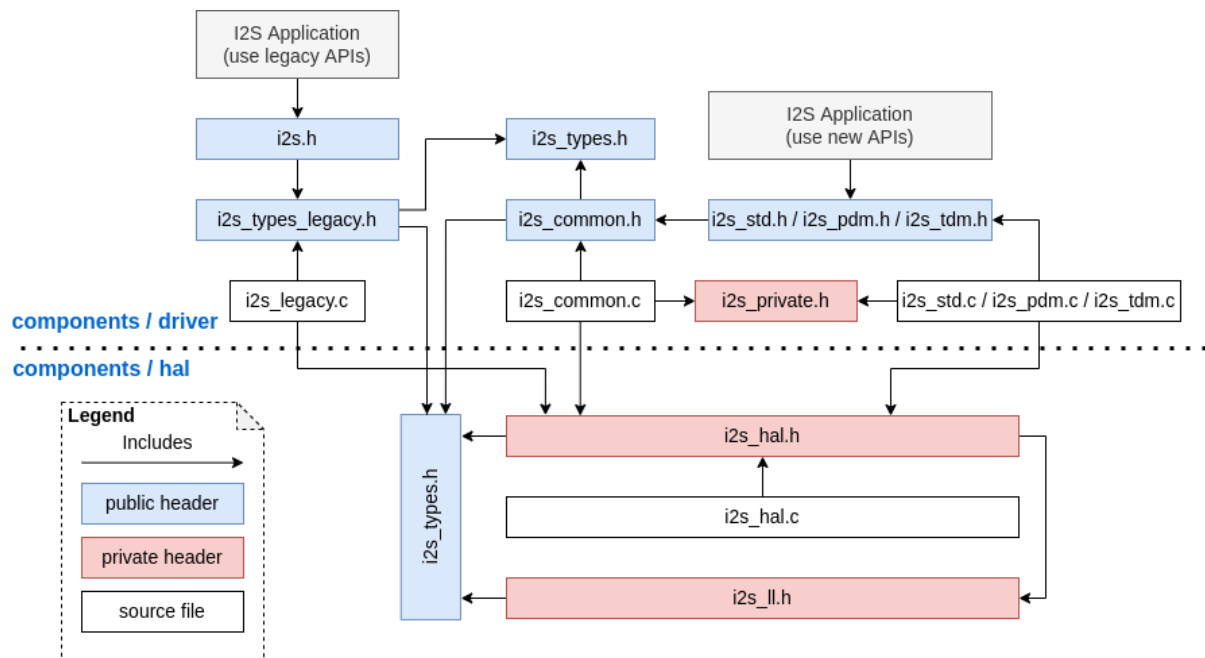 I2S Application
(use legacy APIs)
I2S Application
(use new APIs)
i2s.h
i2s_types.h
i2s_types_legacy.h
i2s_common.h
i2s_std.h / i2s_pdm.h / i2s_tdm.h
i2s_legacy.c
i2s_common.c
i2s_private.h
i2s_std.c / i2s_pdm.c / i2s_tdm.c
components / driver
components / hal
Legend
Includes
public header
private header
source file
i2s_types.h
i2s_hal.h
i2s_hal.c
i2s_ll.h